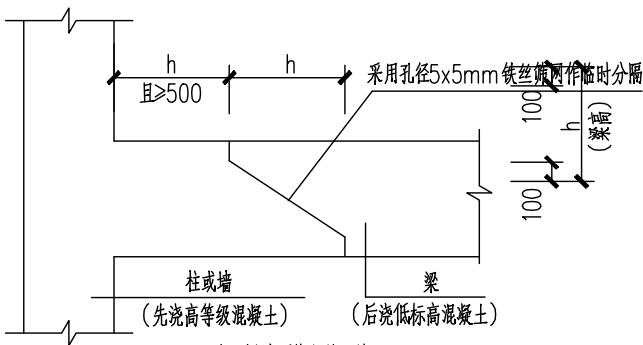 h
h
且≥500
采用孔径5x5mm 铁丝筛网作临时分隔
100
h
(梁高)
100
柱或墙
(先浇高等级混凝土)
梁
(后浇低标高混凝土)